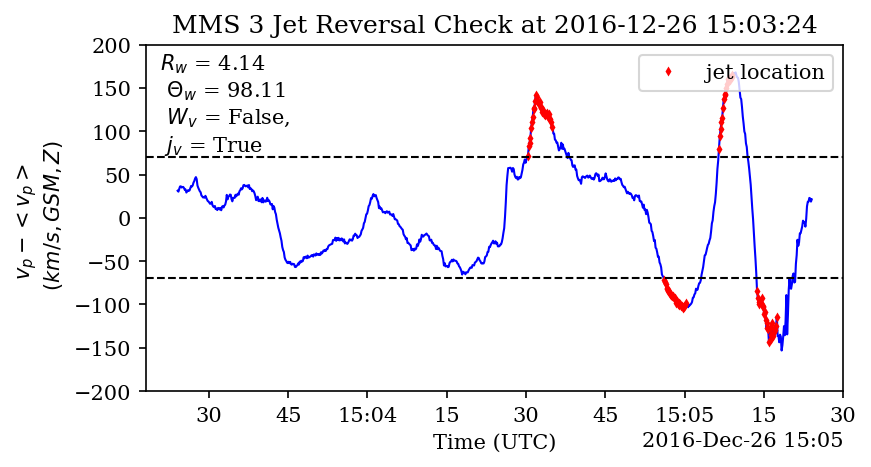 MMS 3 Jet Reversal Check at 2016-12-26 15:03:24
R_w = 4.14
Θ_w = 98.11
W_v = False,
j_v = True
jet location
200
150
100
50
0
−50
−100
−150
−200
v_p − < v_p >
(km/s, GSM, Z)
30 45 15:04 15 30 45 15:05 15 30
Time (UTC)
2016-Dec-26 15:05